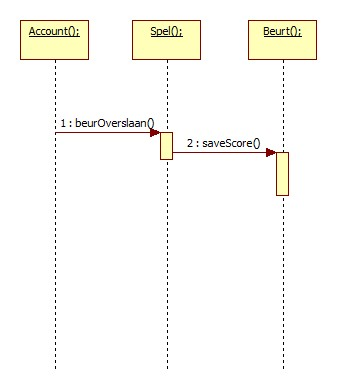 Account();
Spel();
Beurt();
1 : beurOverslaan()
2 : saveScore()